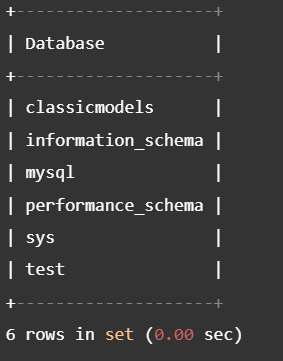 +--------------------+
| Database           |
+--------------------+
| classicmodels      |
| information_schema |
| mysql              |
| performance_schema |
| sys                |
| test               |
+--------------------+
6 rows in set (0.00 sec)